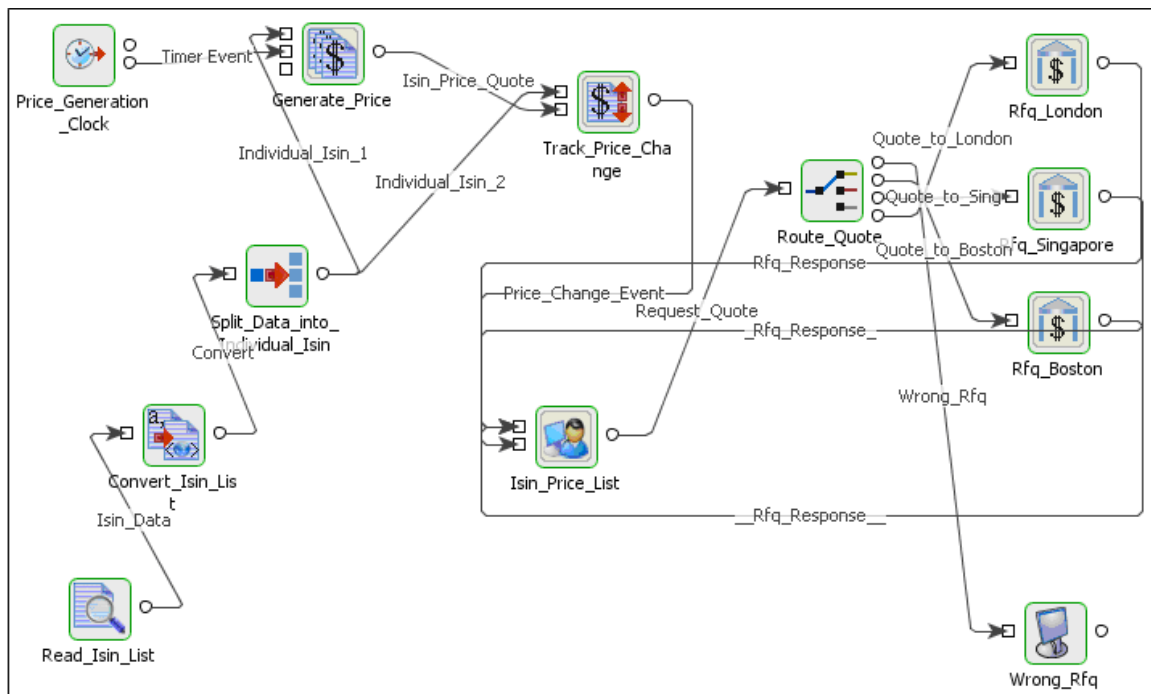 Timer Event
Price_Generation
_Clock
Generate_Price
Isin_Price_Quote
Rfq_London
Track_Price_Cha
nge
Individual_Isin_1
Individual_Isin_2
Quote_to_London
Quote_to_Sing
Route_Quote
Rfq_Singapore
Quote_to_Boston
Rfq_Response
Price_Change_Event
Request_Quote
Split_Data_into_
Individual_Isin
_Rfq_Response_
Convert
Rfq_Boston
Wrong_Rfq
a,
Convert_Isin_Lis
t
Isin_Price_List
Isin_Data
__Rfq_Response__
Read_Isin_List
Wrong_Rfq